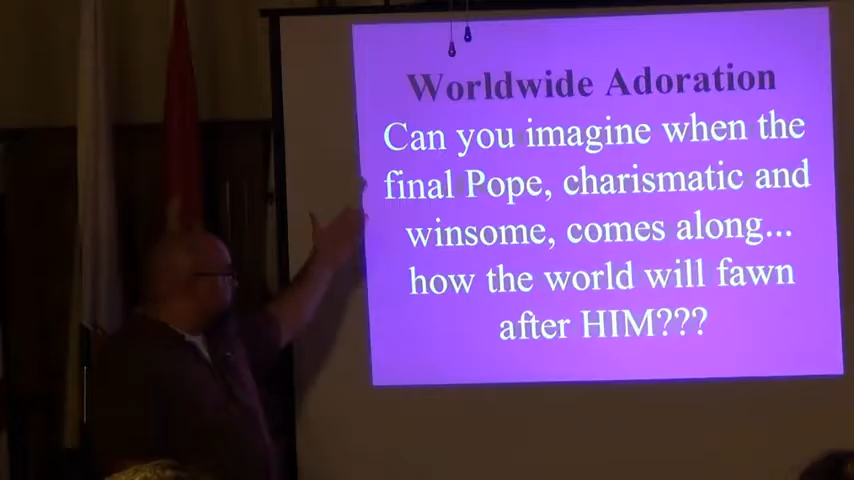 Worldwide Adoration
Can you imagine when the
final Pope, charismatic and
winsome, comes along...
how the world will fawn
after HIM???